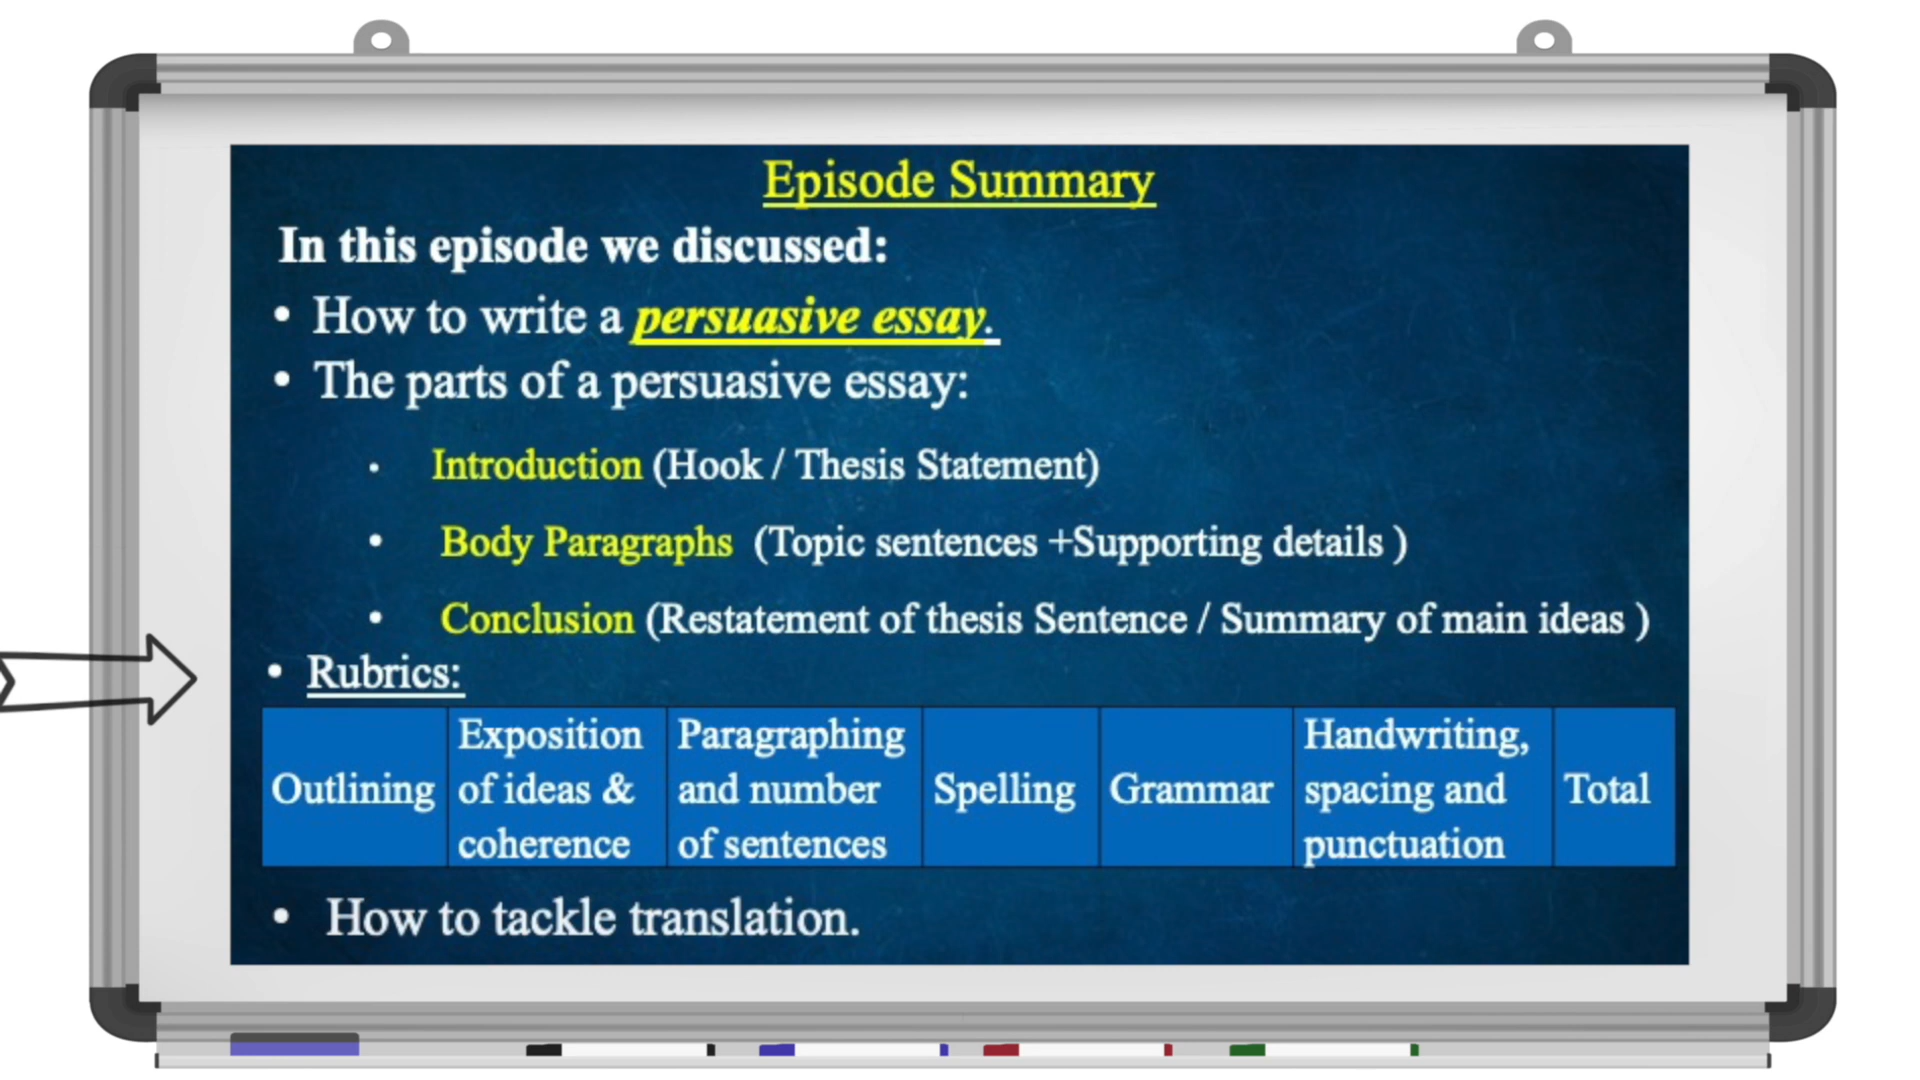 Episode Summary
In this episode we discussed:
• How to write a persuasive essay.
• The parts of a persuasive essay:
• Introduction (Hook / Thesis Statement)
• Body Paragraphs (Topic sentences +Supporting details )
• Conclusion (Restatement of thesis Sentence / Summary of main ideas )
• Rubrics:
Outlining
Exposition
of ideas &
coherence
Paragraphing
and number
of sentences
Spelling
Grammar
Handwriting,
spacing and
punctuation
Total
• How to tackle translation.